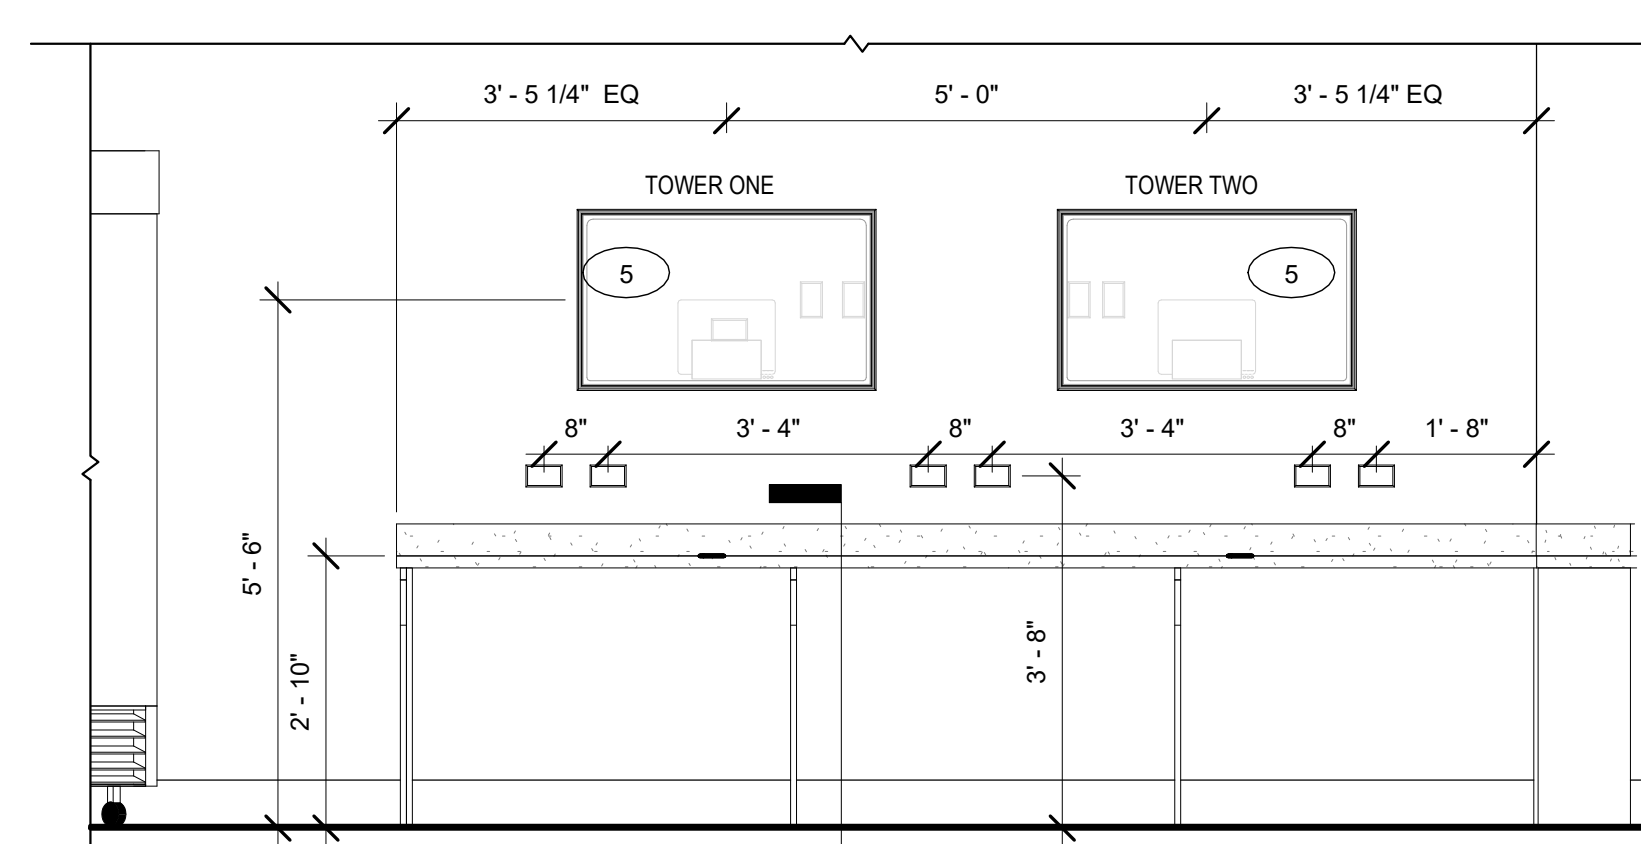 3' - 5 1/4"  EQ
5' - 0"
3' - 5 1/4" EQ
TOWER ONE
TOWER TWO
5
5
8"
3' - 4"
8"
3' - 4"
8"
1' - 8"
5' - 6"
2' - 10"
3' - 8"